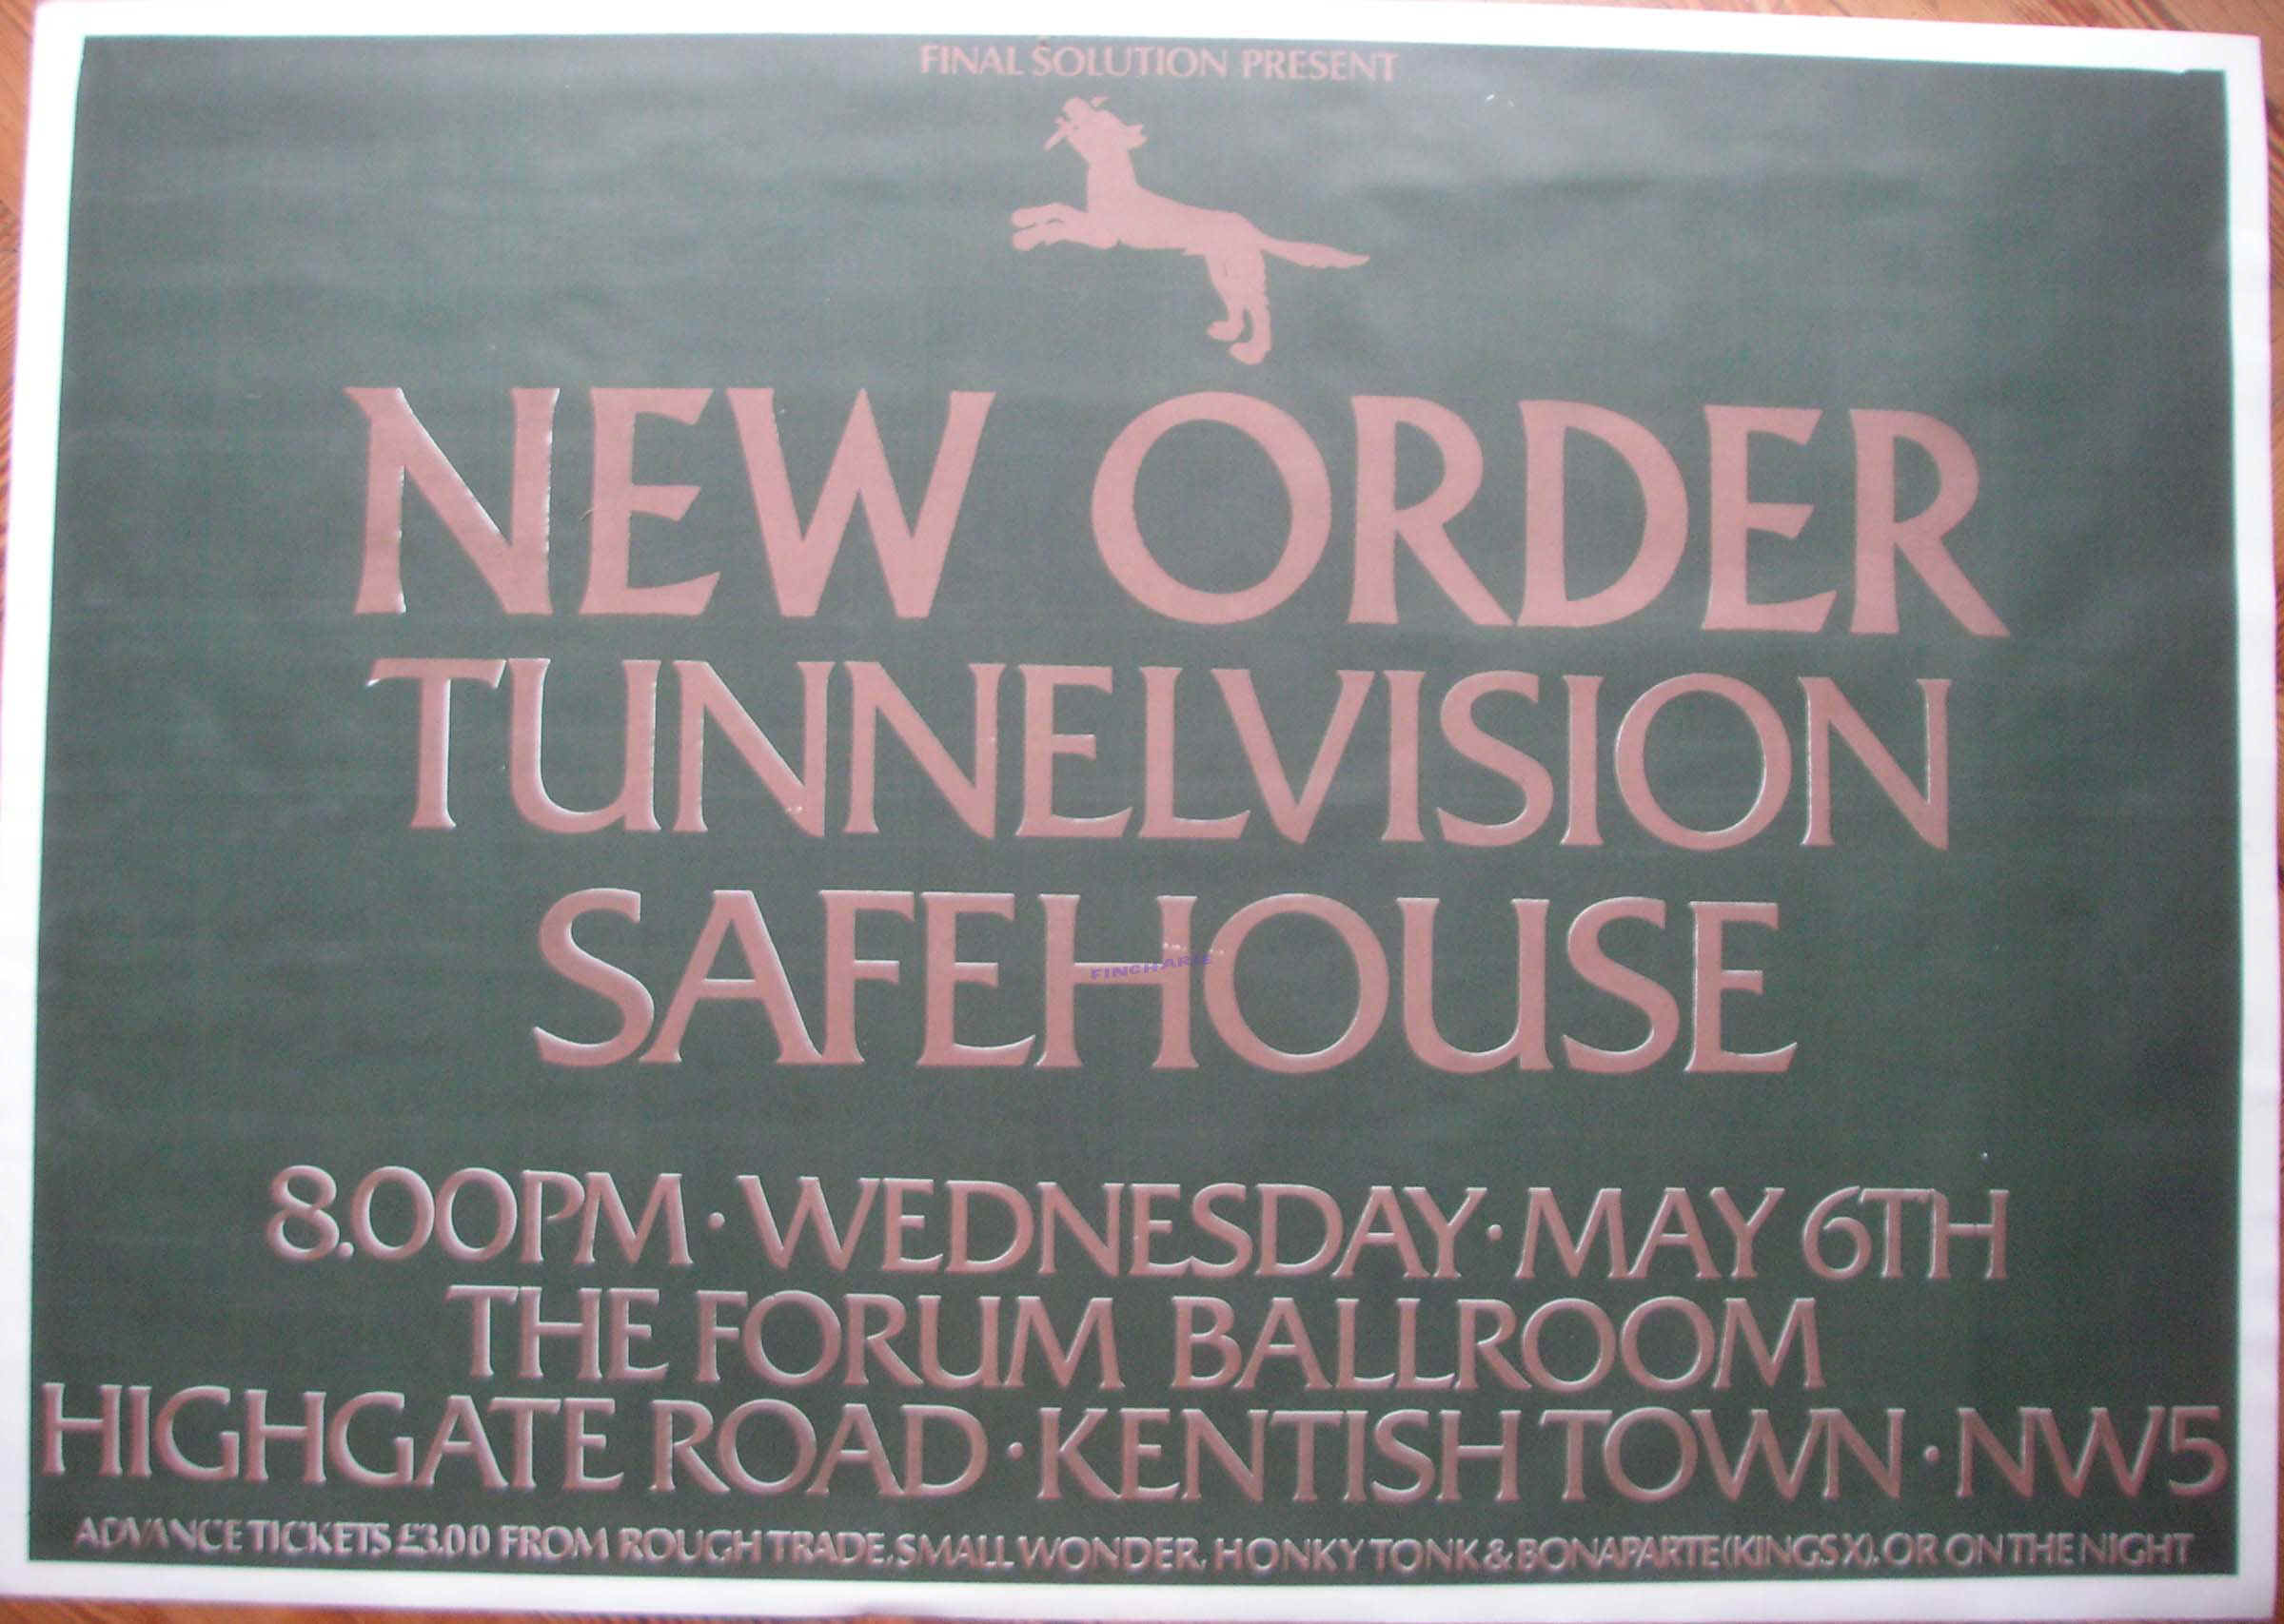 FINAL SOLUTION PRESENT
NEW ORDER
TUNNELVISION
SAFEHOUSE
FINCHARIE
8.00PM · WEDNESDAY · MAY 6TH
THE FORUM BALLROOM
HIGHGATE ROAD · KENTISH TOWN · NW5
ADVANCE TICKETS £3.00 FROM ROUGH TRADE, SMALL WONDER, HONKY TONK & BONAPARTE (KINGS X), OR ON THE NIGHT